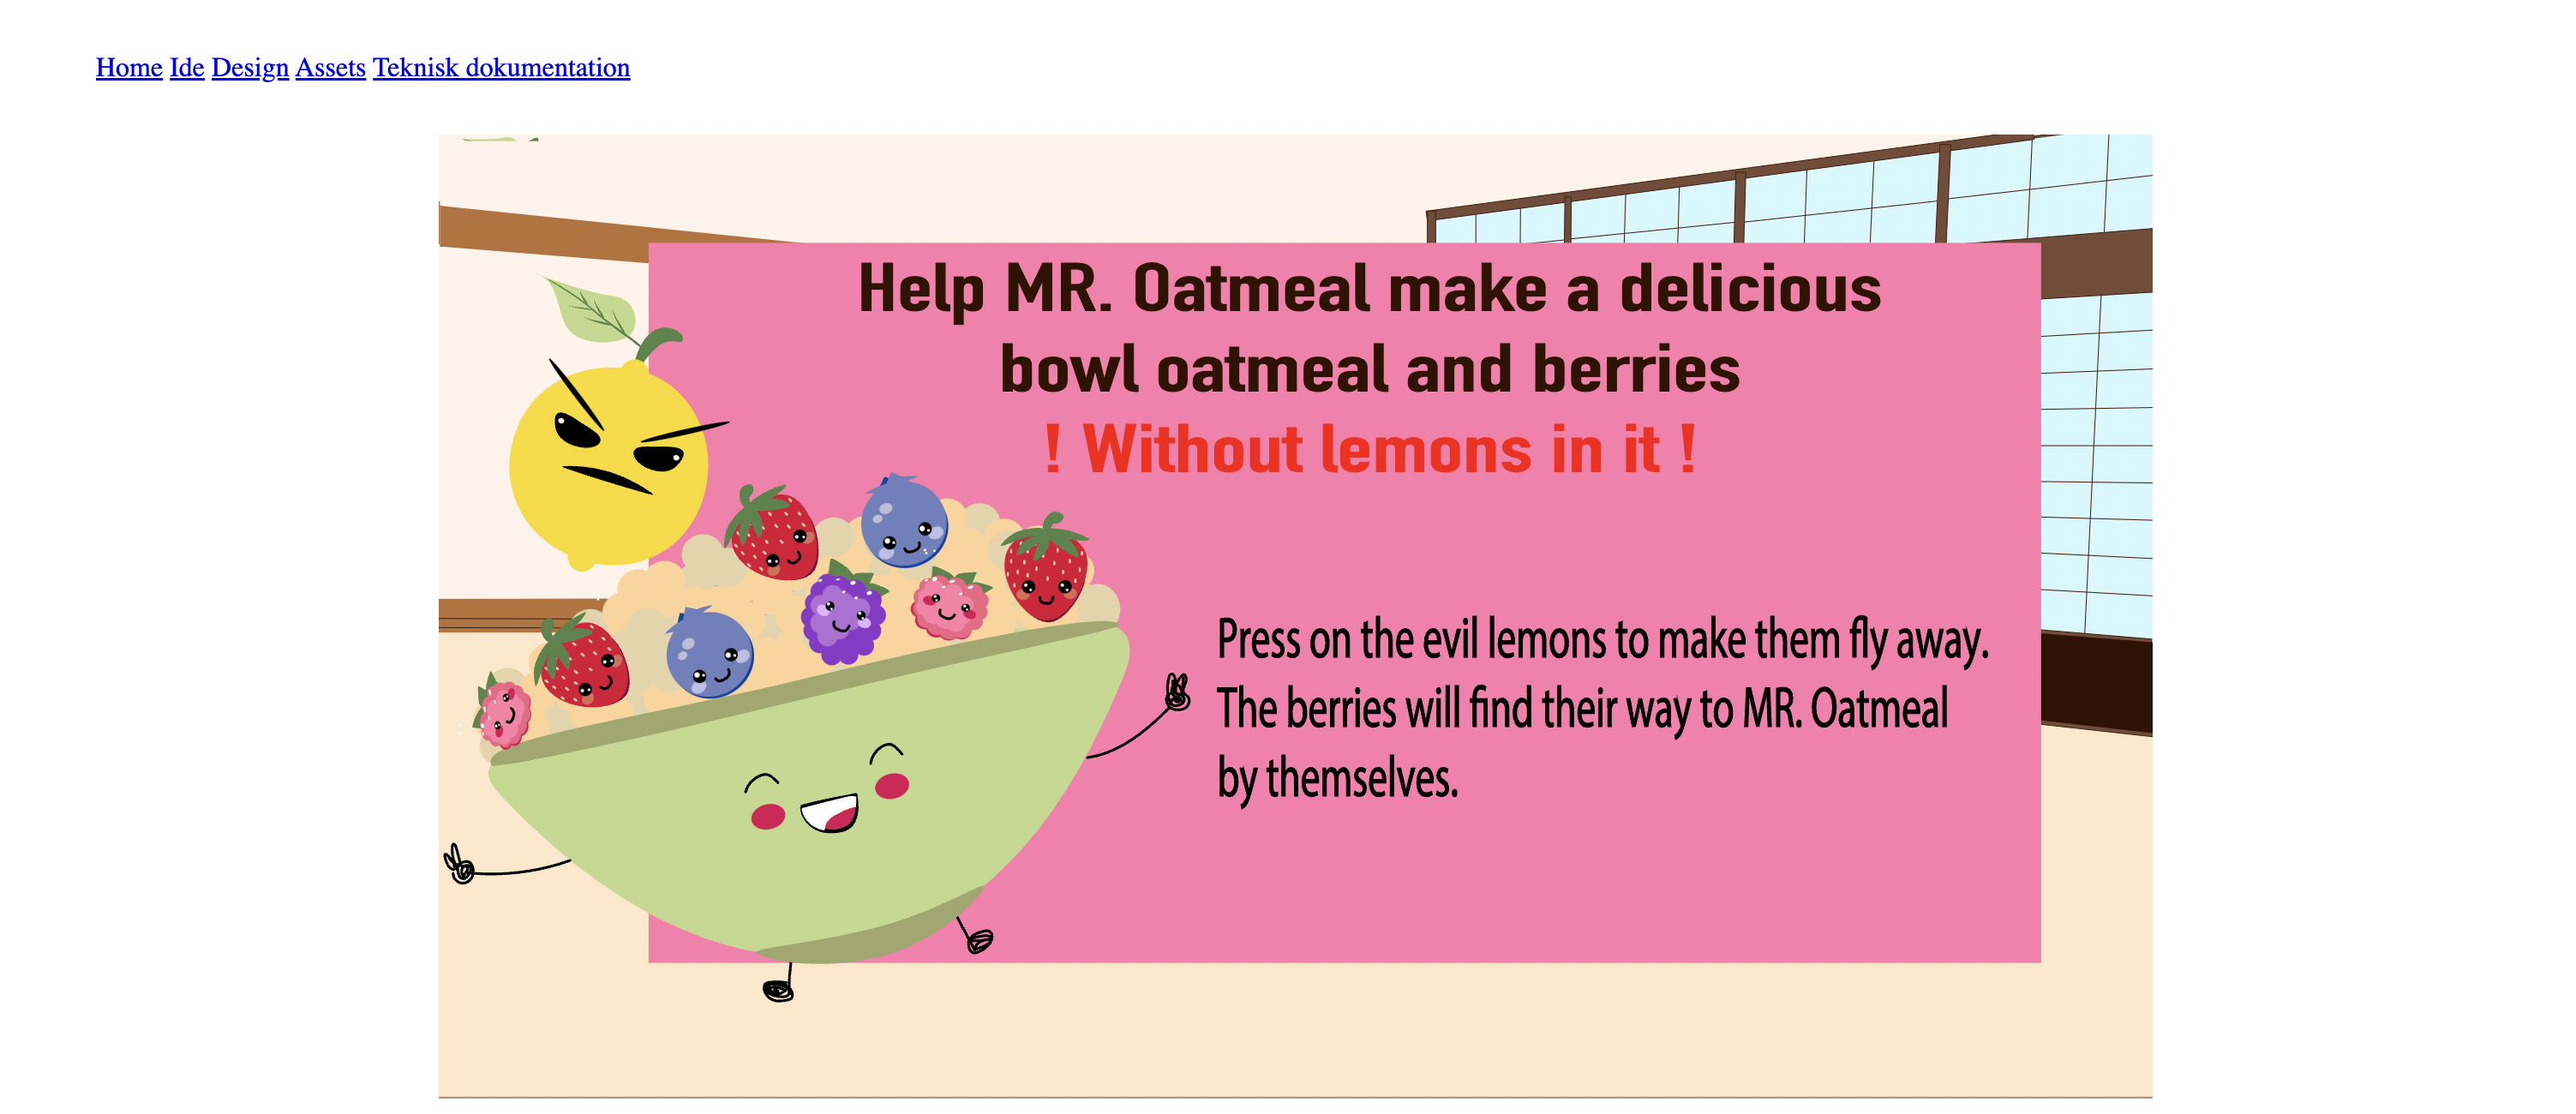 Home Ide Design Assets Teknisk dokumentation
Help MR. Oatmeal make a delicious
bowl oatmeal and berries
! Without lemons in it !
Press on the evil lemons to make them fly away.
The berries will find their way to MR. Oatmeal
by themselves.